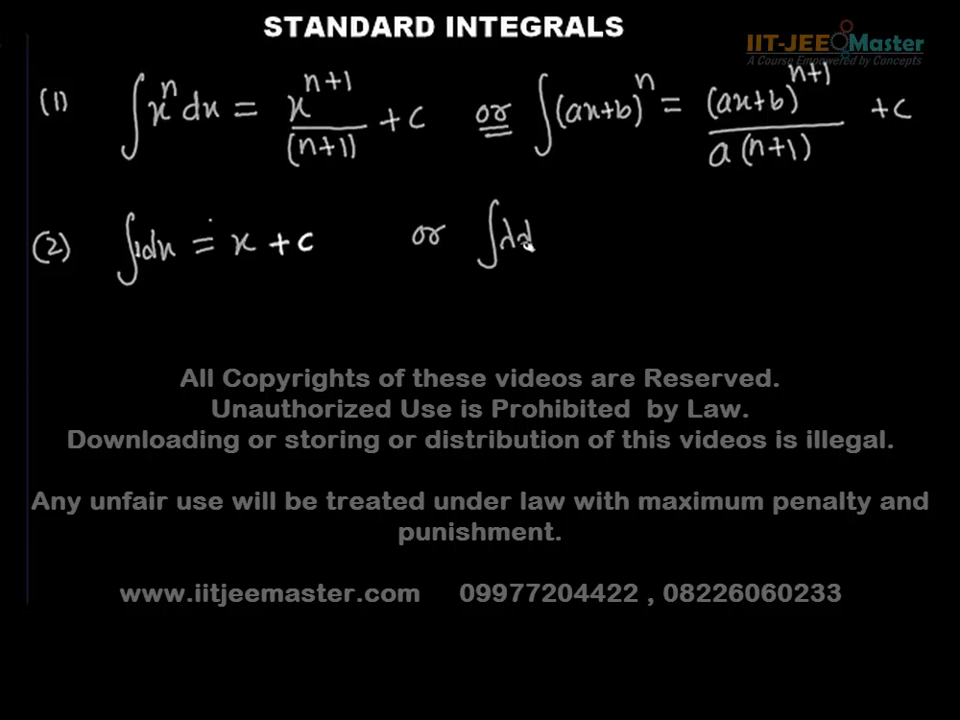 STANDARD INTEGRALS
IIT-JEE Master
A Course Empowered by Concepts
(1) ∫xⁿ dx = xⁿ⁺¹/(n+1) + c or ∫(ax+b)ⁿ = (ax+b)ⁿ⁺¹/a(n+1) + c
(2) ∫1dx = x + c or ∫λd
All Copyrights of these videos are Reserved.
Unauthorized Use is Prohibited by Law.
Downloading or storing or distribution of this videos is illegal.
Any unfair use will be treated under law with maximum penalty and
punishment.
www.iitjeemaster.com 09977204422 , 08226060233